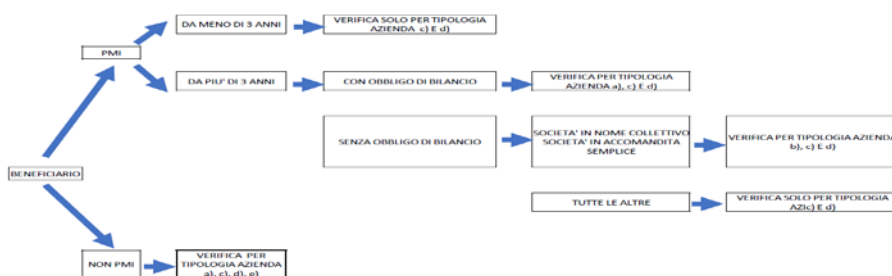 DA MENO DI 3 ANNI
VERIFICA SOLO PER TIPOLOGIA
AZIENDA c) E d)
PMI
DA PIU' DI 3 ANNI
CON OBBLIGO DI BILANCIO
VERIFICA PER TIPOLOGIA
AZIENDA a), c) E d)
SENZA OBBLIGO DI BILANCIO
SOCIETA' IN NOME COLLETTIVO
SOCIETA' IN ACCOMANDITA
SEMPLICE
VERIFICA PER TIPOLOGIA AZIENDA
b), c) E d)
BENEFICIARIO
TUTTE LE ALTRE
VERIFICA SOLO PER TIPOLOGIA
AZIc) E d)
NON PMI
VERIFICA PER
TIPOLOGIA AZIENDA
a), c), d), e)